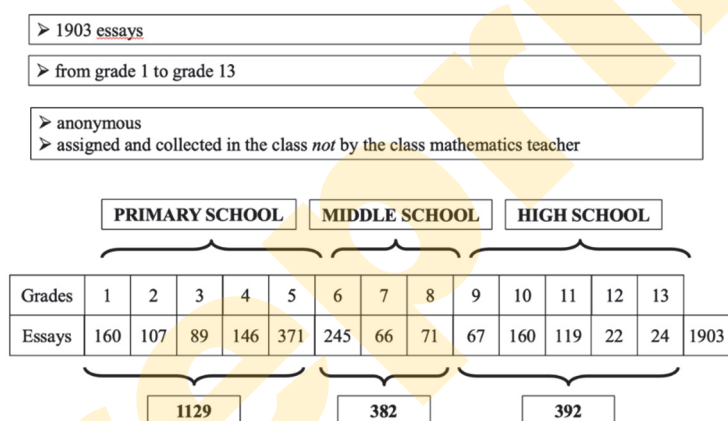 ➢ 1903 essays
➢ from grade 1 to grade 13
➢ anonymous
➢ assigned and collected in the class not by the class mathematics teacher
PRIMARY SCHOOL MIDDLE SCHOOL HIGH SCHOOL
Grades 1 2 3 4 5 6 7 8 9 10 11 12 13
Essays 160 107 89 146 371 245 66 71 67 160 119 22 24 1903
1129 382 392